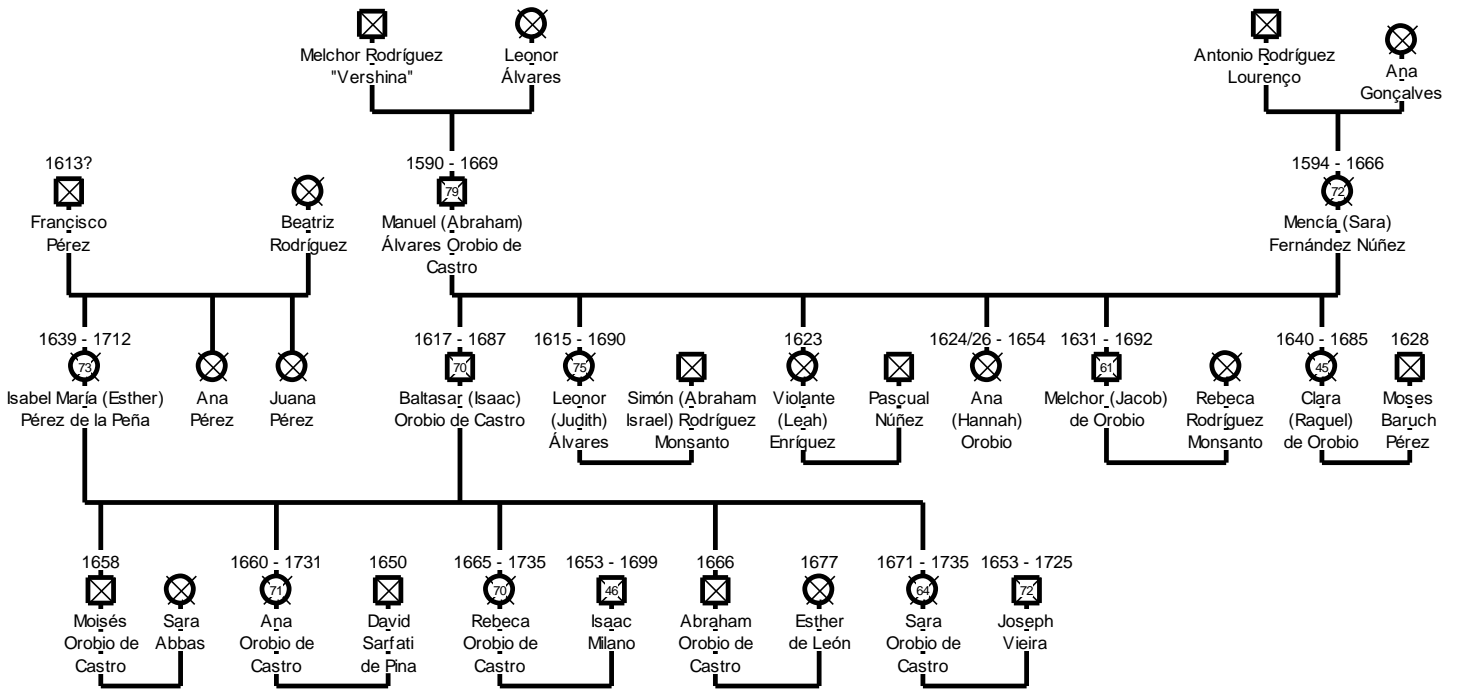 Melchor Rodríguez
"Vershina"
Leonor
Álvares
Antonio Rodríguez
Lourenço
Ana
Gonçalves
1613?
Francisco
Pérez
Beatriz
Rodríguez
1590 - 1669
79
Manuel (Abraham)
Álvares Orobio de
Castro
1594 - 1666
72
Mencía (Sara)
Fernández Núñez
1639 - 1712
73
Isabel María (Esther)
Pérez de la Peña
Ana
Pérez
Juana
Pérez
1617 - 1687
70
Baltasar (Isaac)
Orobio de Castro
1615 - 1690
75
Leonor
(Judith)
Álvares
Simón (Abraham
Israel) Rodríguez
Monsanto
1623
Violante
(Leah)
Enríguez
Pascual
Núñez
1624/26 - 1654
Ana
(Hannah)
Orobio
1631 - 1692
61
Melchor (Jacob)
de Orobio
Rebeca
Rodríguez
Monsanto
1640 - 1685
45
Clara
(Raquel)
de Orobio
1628
Moses
Baruch
Pérez
1658
Moisés
Orobio de
Castro
Sara
Abbas
1660 - 1731
71
Ana
Orobio de
Castro
1650
David
Sarfati
de Pina
1665 - 1735
70
Rebeca
Orobio de
Castro
1653 - 1699
46
Isaac
Milano
1666
Abraham
Orobio de
Castro
1677
Esther
de León
1671 - 1735
64
Sara
Orobio de
Castro
1653 - 1725
72
Joseph
Vieira